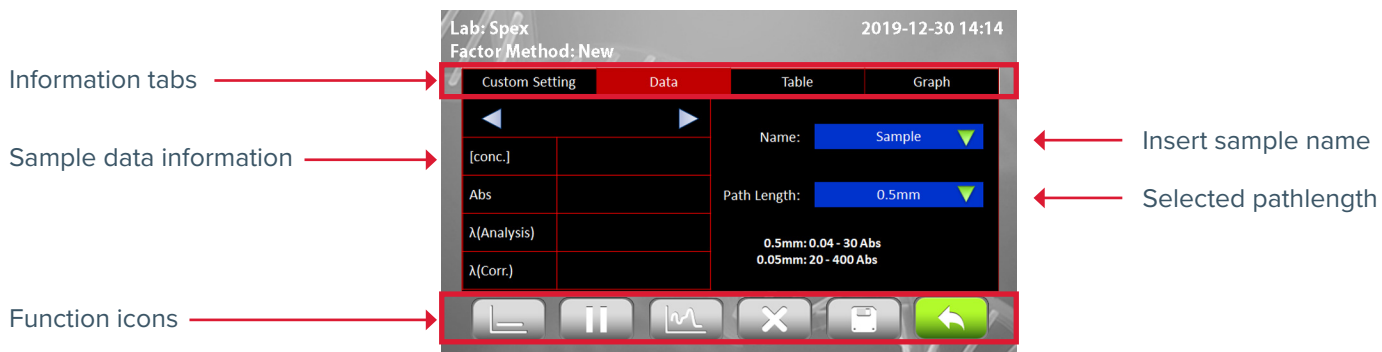 Lab: Spex
2019-12-30 14:14
Factor Method: New
Information tabs
Custom Setting
Data
Table
Graph
Sample data information
[conc.]
Abs
λ(Analysis)
λ(Corr.)
Name:
Sample
Insert sample name
Path Length:
0.5mm
Selected pathlength
0.5mm: 0.04 - 30 Abs
0.05mm: 20 - 400 Abs
Function icons